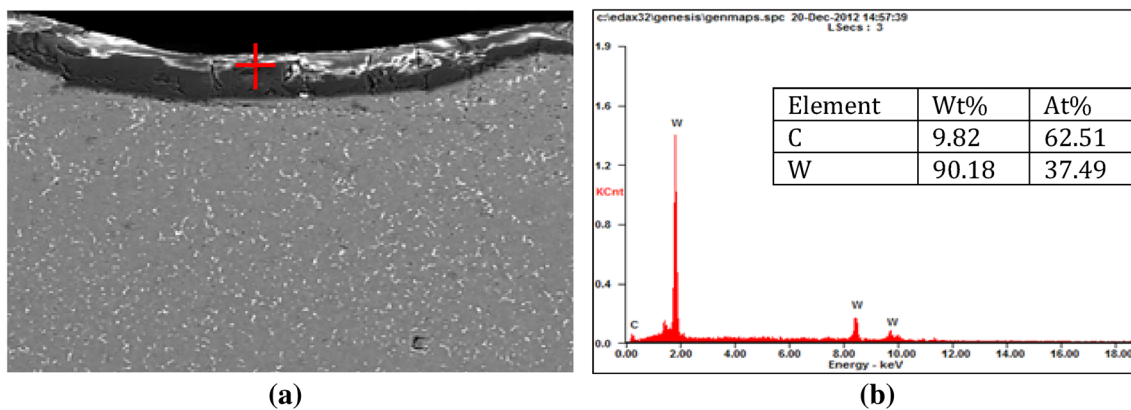 c:\edax32\genesis\genmaps.spc 20-Dec-2012 14:57:39
LSecs : 3
1.9
1.6
1.2
KCnt
0.8
0.4
0.0
W
C
W
W
Element Wt% At%
C 9.82 62.51
W 90.18 37.49
0.00 2.00 4.00 6.00 8.00 10.00 12.00 14.00 16.00 18.00
Energy - keV
(a) (b)